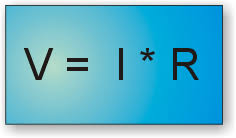 V = I * R